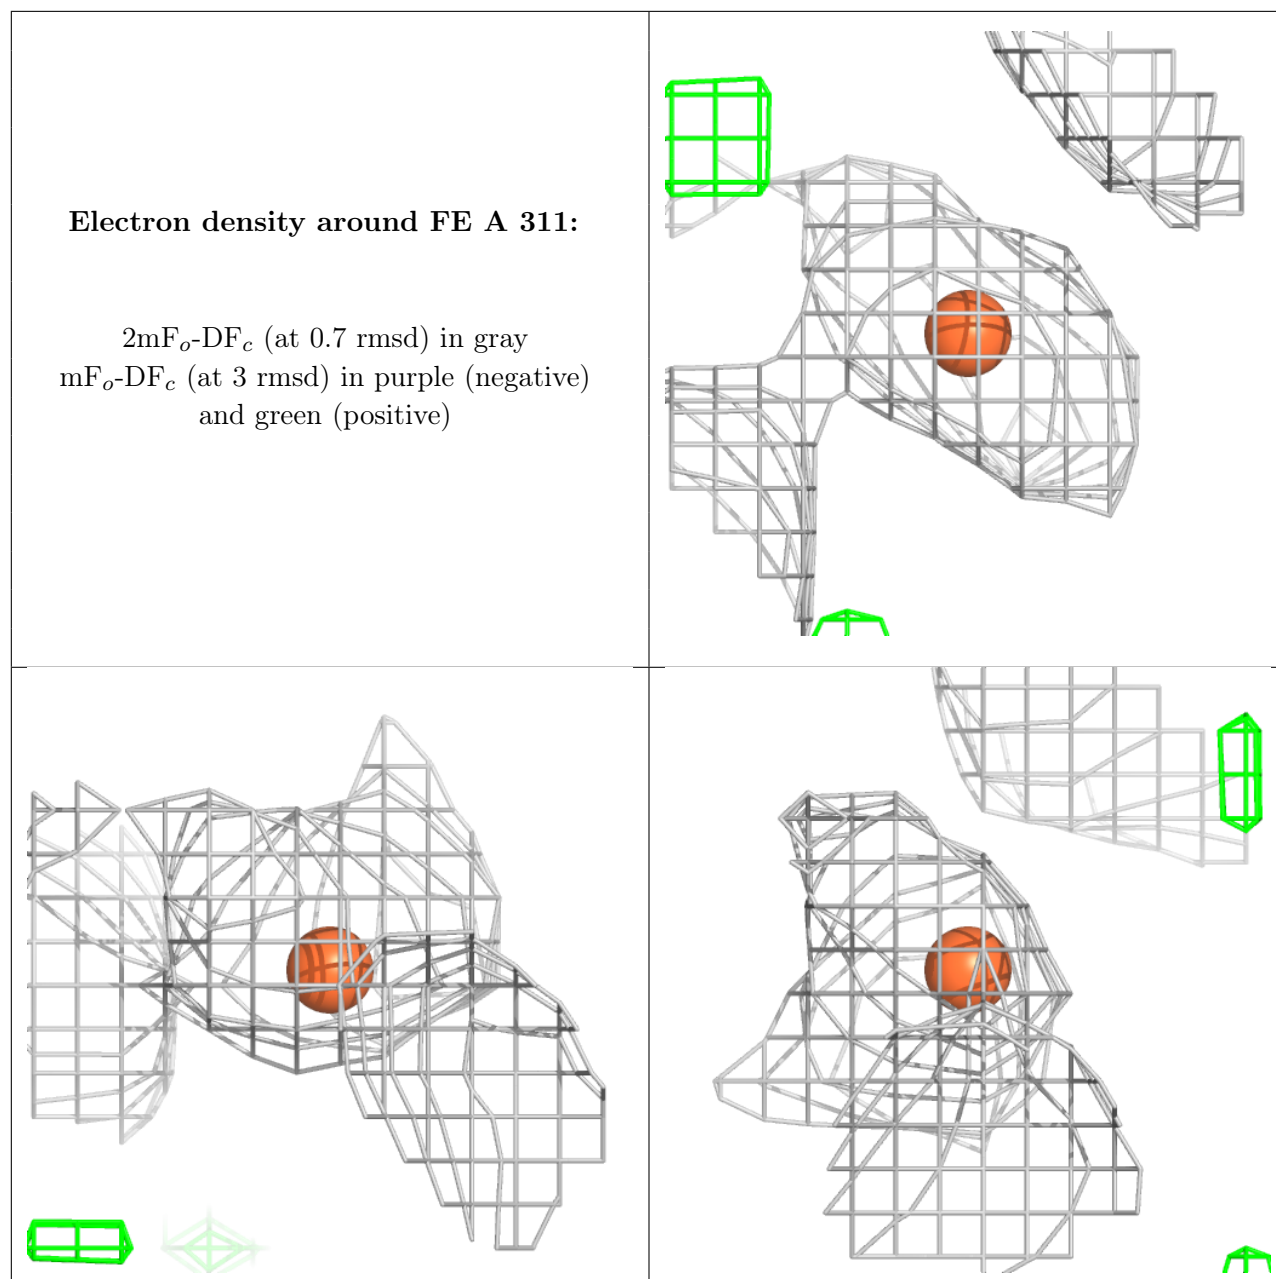 Electron density around FE A 311:
2mFo-DFc (at 0.7 rmsd) in gray
mFo-DFc (at 3 rmsd) in purple (negative)
and green (positive)